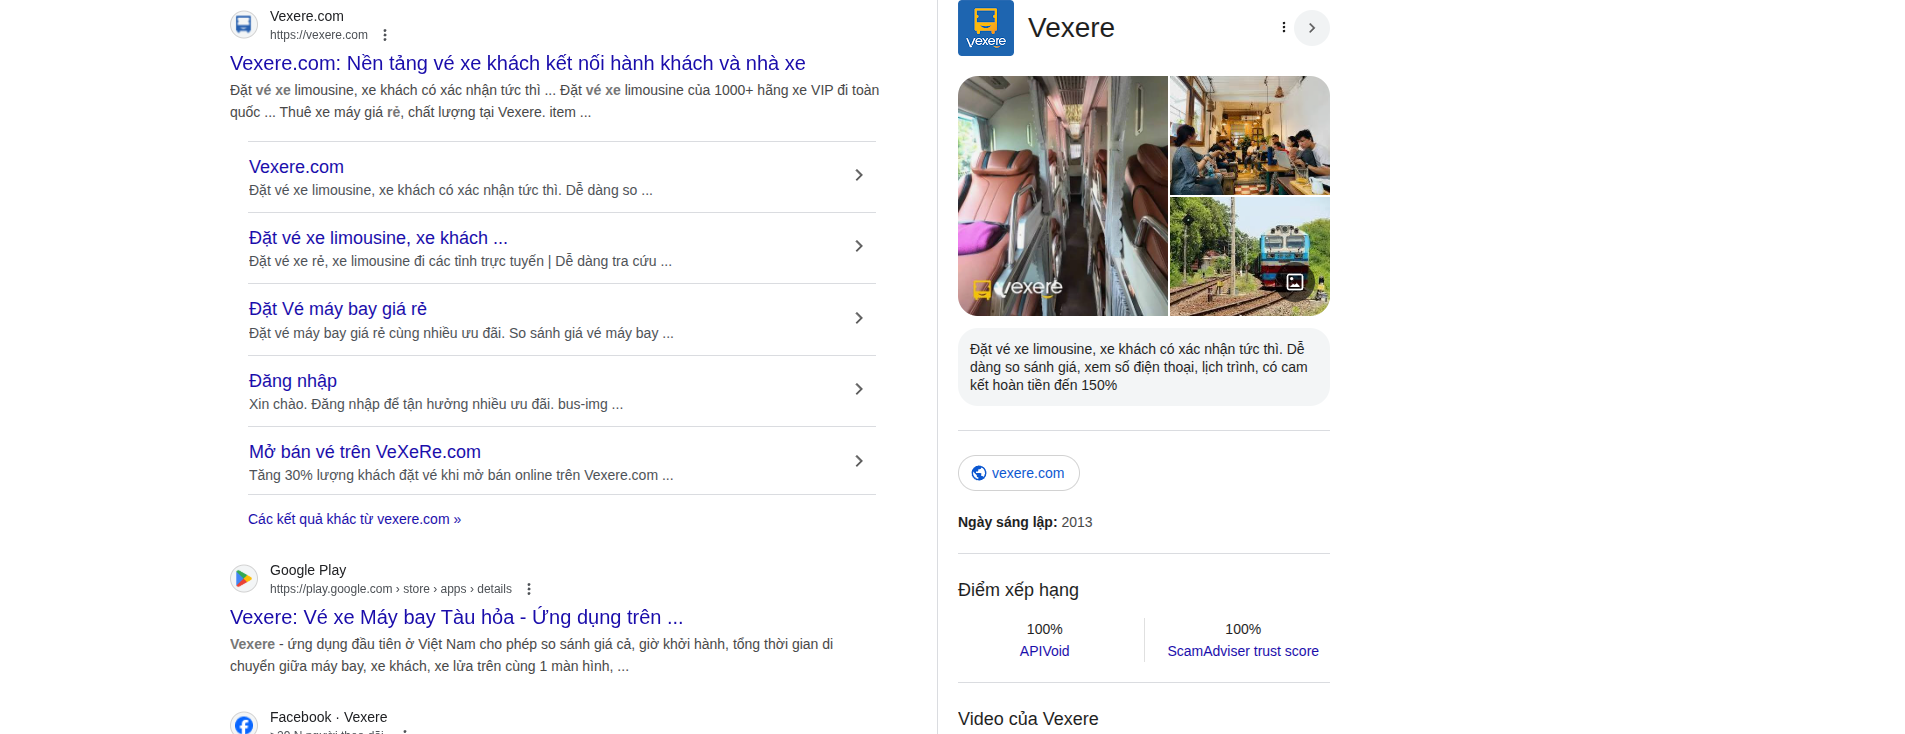 Vexere.com
https://vexere.com
Vexere.com: Nền tảng vé xe khách kết nối hành khách và nhà xe
Đặt vé xe limousine, xe khách có xác nhận tức thì ... Đặt vé xe limousine của 1000+ hãng xe VIP đi toàn
quốc ... Thuê xe máy giá rẻ, chất lượng tại Vexere. item ...
Vexere.com
Đặt vé xe limousine, xe khách có xác nhận tức thì. Dễ dàng so ...
Đặt vé xe limousine, xe khách ...
Đặt vé xe rẻ, xe limousine đi các tỉnh trực tuyến | Dễ dàng tra cứu ...
Đặt Vé máy bay giá rẻ
Đặt vé máy bay giá rẻ cùng nhiều ưu đãi. So sánh giá vé máy bay ...
Đăng nhập
Xin chào. Đăng nhập để tận hưởng nhiều ưu đãi. bus-img ...
Mở bán vé trên VeXeRe.com
Tăng 30% lượng khách đặt vé khi mở bán online trên Vexere.com ...
Các kết quả khác từ vexere.com »
Google Play
https://play.google.com › store › apps › details
Vexere: Vé xe Máy bay Tàu hỏa - Ứng dụng trên ...
Vexere - ứng dụng đầu tiên ở Việt Nam cho phép so sánh giá cả, giờ khởi hành, tổng thời gian di
chuyển giữa máy bay, xe khách, xe lửa trên cùng 1 màn hình, ...
Facebook · Vexere
vexere
Vexere
vexere
Đặt vé xe limousine, xe khách có xác nhận tức thì. Dễ
dàng so sánh giá, xem số điện thoại, lịch trình, có cam
kết hoàn tiền đến 150%
vexere.com
Ngày sáng lập: 2013
Điểm xếp hạng
100%
APIVoid
100%
ScamAdviser trust score
Video của Vexere